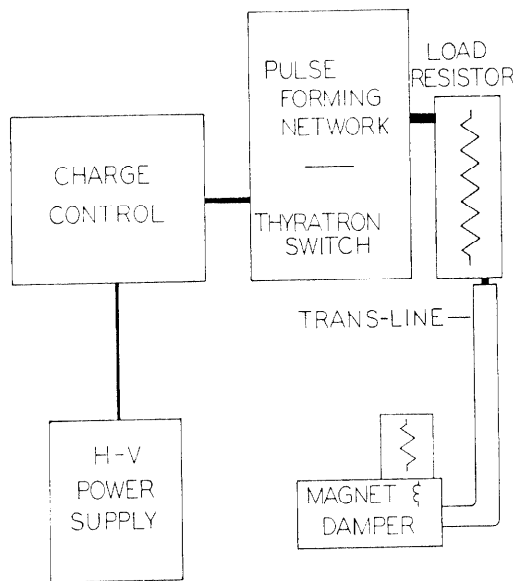 PULSE
FORMING
NETWORK
THYRATRON
SWITCH
LOAD
RESISTOR
CHARGE
CONTROL
TRANS-LINE
H-V
POWER
SUPPLY
MAGNET &
DAMPER